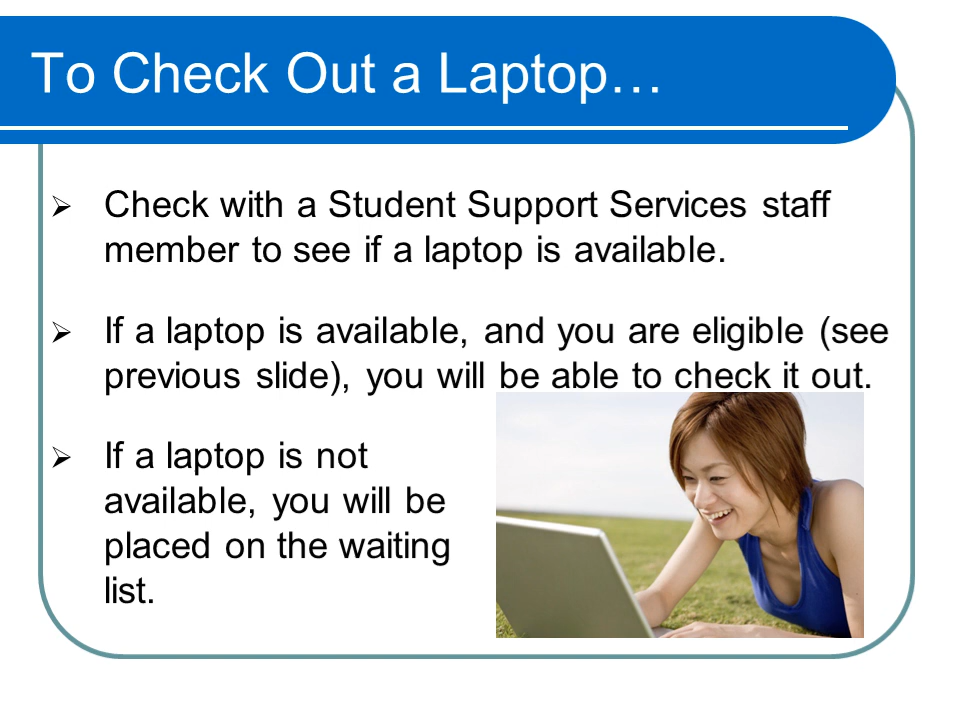 To Check Out a Laptop…
Check with a Student Support Services staff
member to see if a laptop is available.
If a laptop is available, and you are eligible (see
previous slide), you will be able to check it out.
If a laptop is not
available, you will be
placed on the waiting
list.